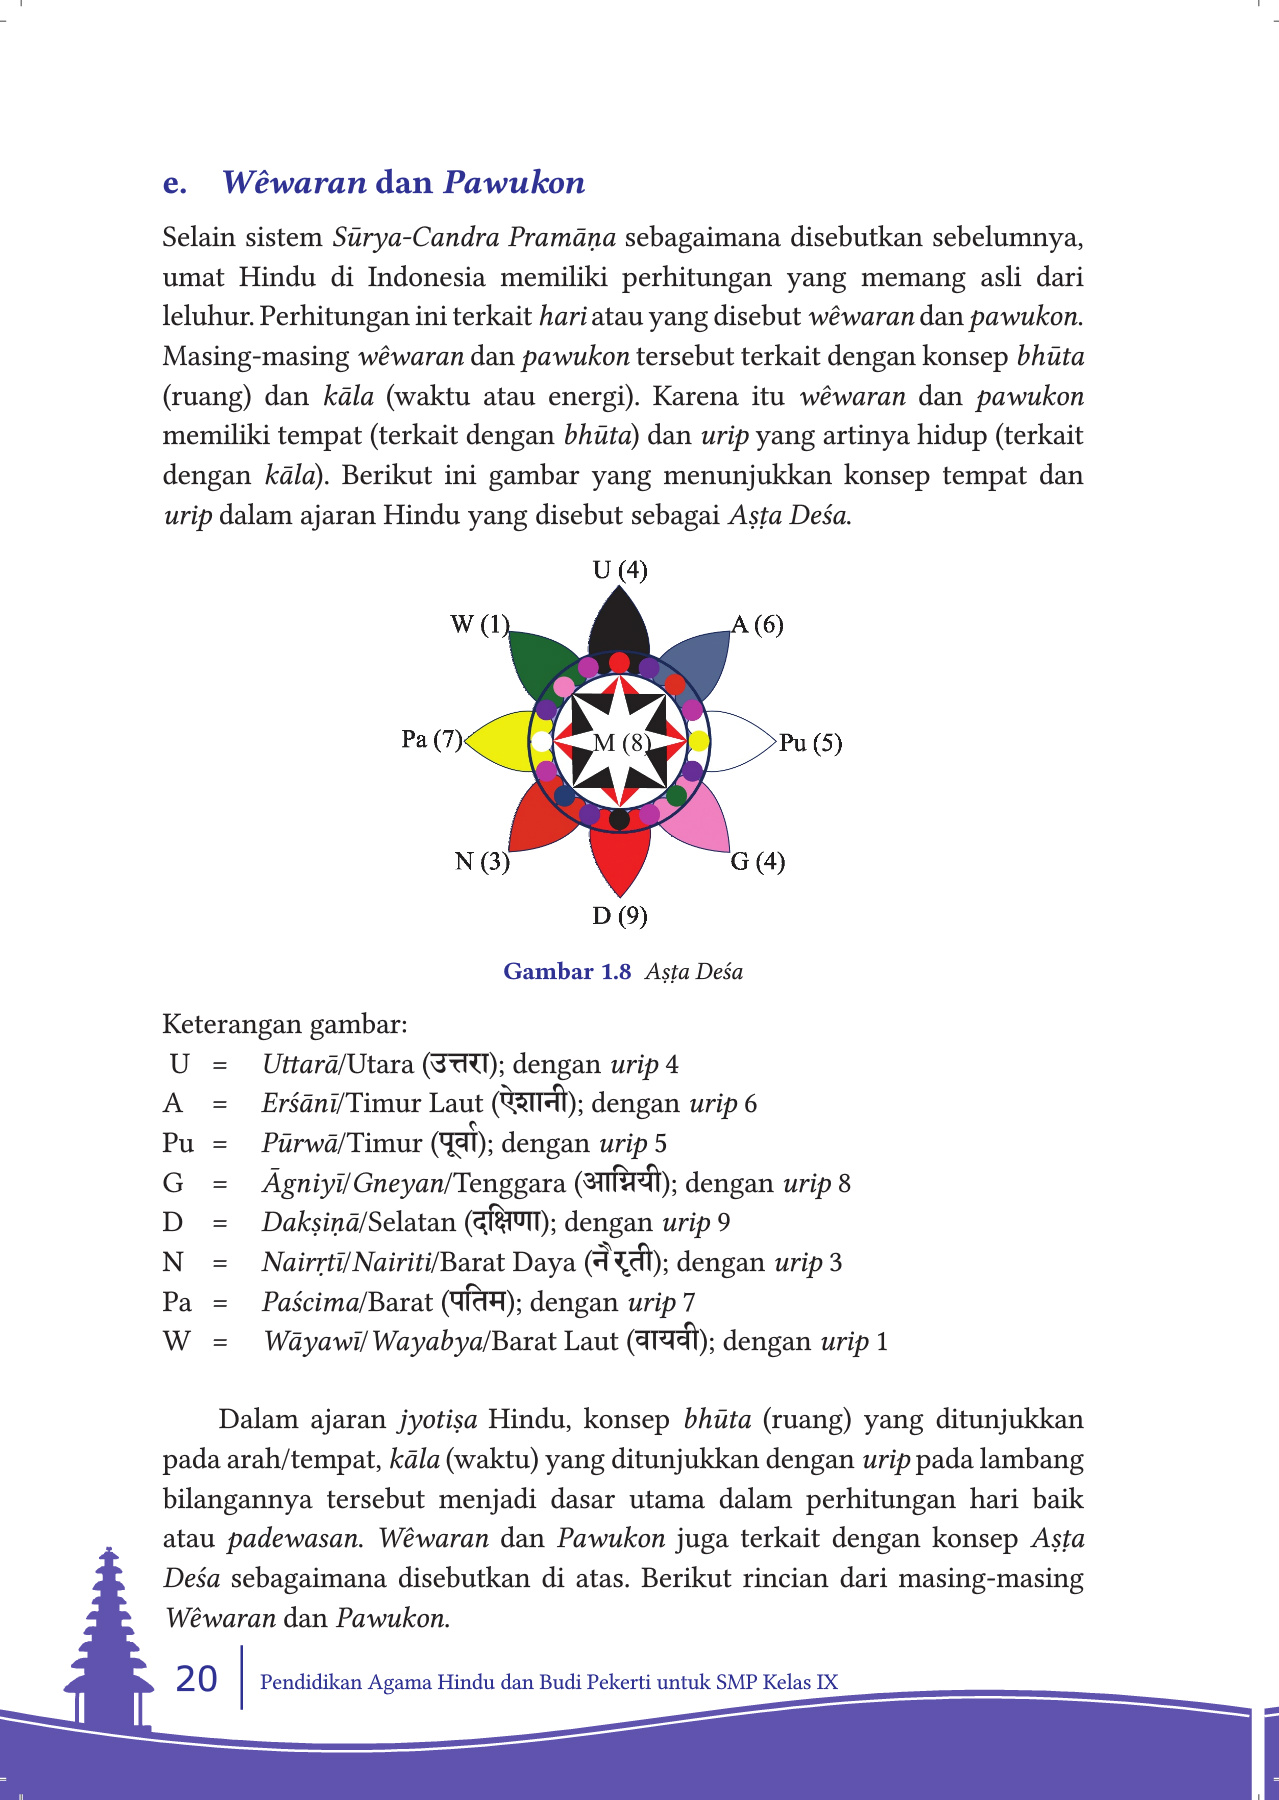 e. Wêwaran dan Pawukon
Selain sistem Sūrya-Candra Pramāṇa sebagaimana disebutkan sebelumnya,
umat Hindu di Indonesia memiliki perhitungan yang memang asli dari
leluhur. Perhitungan ini terkait hari atau yang disebut wêwaran dan pawukon.
Masing-masing wêwaran dan pawukon tersebut terkait dengan konsep bhūta
(ruang) dan kāla (waktu atau energi). Karena itu wêwaran dan pawukon
memiliki tempat (terkait dengan bhūta) dan urip yang artinya hidup (terkait
dengan kāla). Berikut ini gambar yang menunjukkan konsep tempat dan
urip dalam ajaran Hindu yang disebut sebagai Aṣṭa Deśa.
U (4)
W (1)
A (6)
Pa (7)
M (8)
Pu (5)
N (3)
G (4)
D (9)
Gambar 1.8 Aṣṭa Deśa
Keterangan gambar:
U = Uttarā/Utara (उत्तरा); dengan urip 4
A = Erśānī/Timur Laut (ऐशानी); dengan urip 6
Pu = Pūrwā/Timur (पूर्वा); dengan urip 5
G = Āgniyī/Gneyan/Tenggara (आग्नियी); dengan urip 8
D = Dakṣiṇā/Selatan (दक्षिणा); dengan urip 9
N = Nairṛtī/Nairiti/Barat Daya (नैरृती); dengan urip 3
Pa = Paścima/Barat (पतिम); dengan urip 7
W = Wāyawī/Wayabya/Barat Laut (वायवी); dengan urip 1
Dalam ajaran jyotiṣa Hindu, konsep bhūta (ruang) yang ditunjukkan
pada arah/tempat, kāla (waktu) yang ditunjukkan dengan urip pada lambang
bilangannya tersebut menjadi dasar utama dalam perhitungan hari baik
atau padewasan. Wêwaran dan Pawukon juga terkait dengan konsep Aṣṭa
Deśa sebagaimana disebutkan di atas. Berikut rincian dari masing-masing
Wêwaran dan Pawukon.
20 Pendidikan Agama Hindu dan Budi Pekerti untuk SMP Kelas IX